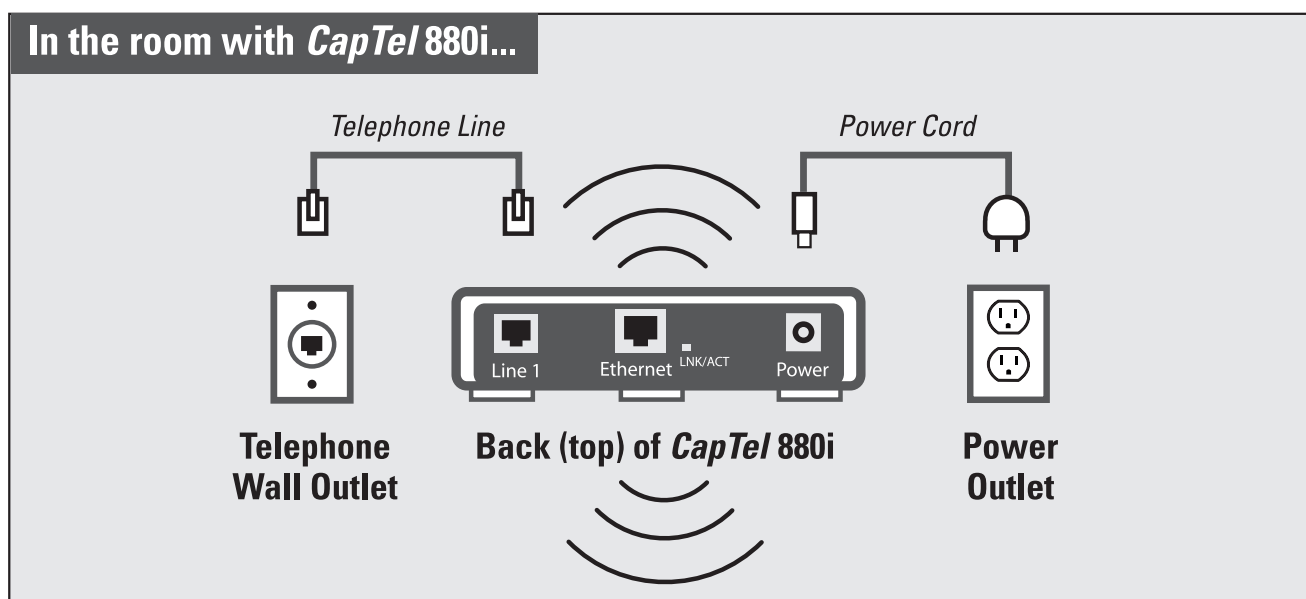 In the room with CapTel 880i...
Telephone Line
Power Cord
Line 1
Ethernet
LNK/ACT
Power
Telephone
Wall Outlet
Back (top) of CapTel 880i
Power
Outlet